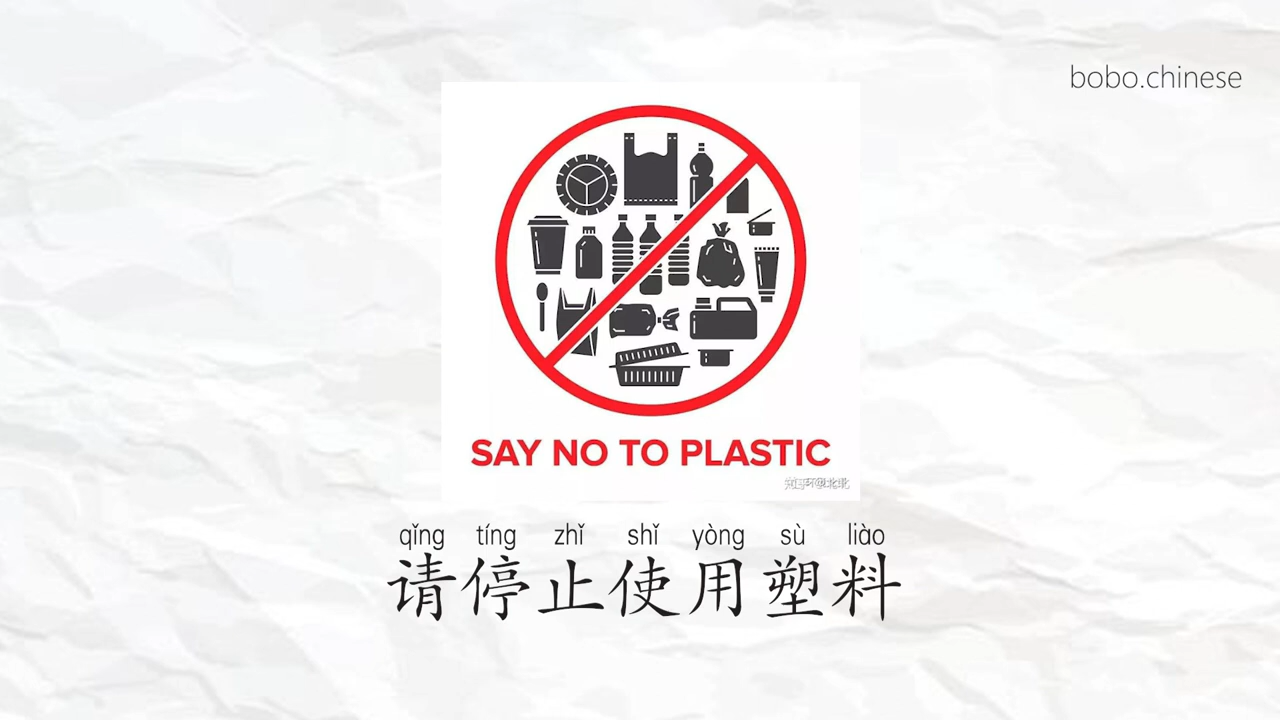 bobo.chinese
SAY NO TO PLASTIC
qǐng tíng zhǐ shǐ yòng sù liào
请停止使用塑料